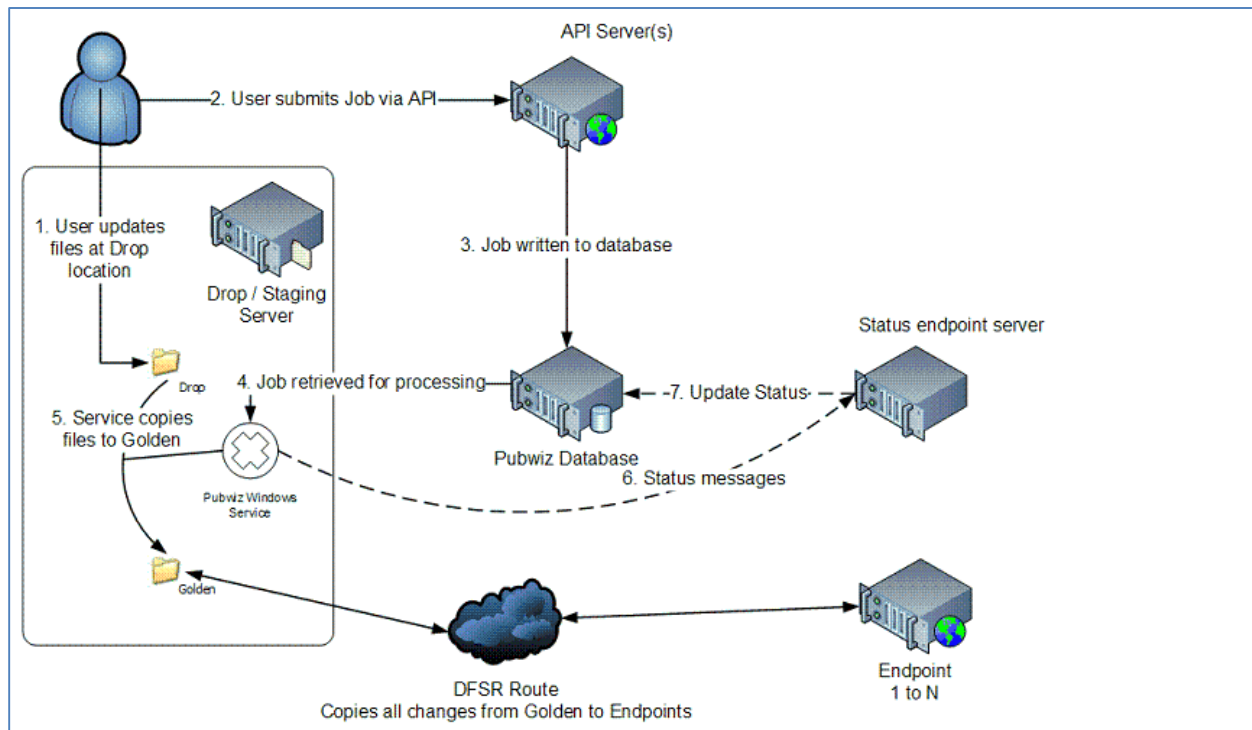 API Server(s)
2. User submits Job via API
1. User updates
files at Drop
location
Drop / Staging
Server
3. Job written to database
Status endpoint server
Drop
4. Job retrieved for processing
7. Update Status
5. Service copies
files to Golden
Pubwiz Database
6. Status messages
Pubwiz Windows
Service
Golden
DFSR Route
Copies all changes from Golden to Endpoints
Endpoint
1 to N